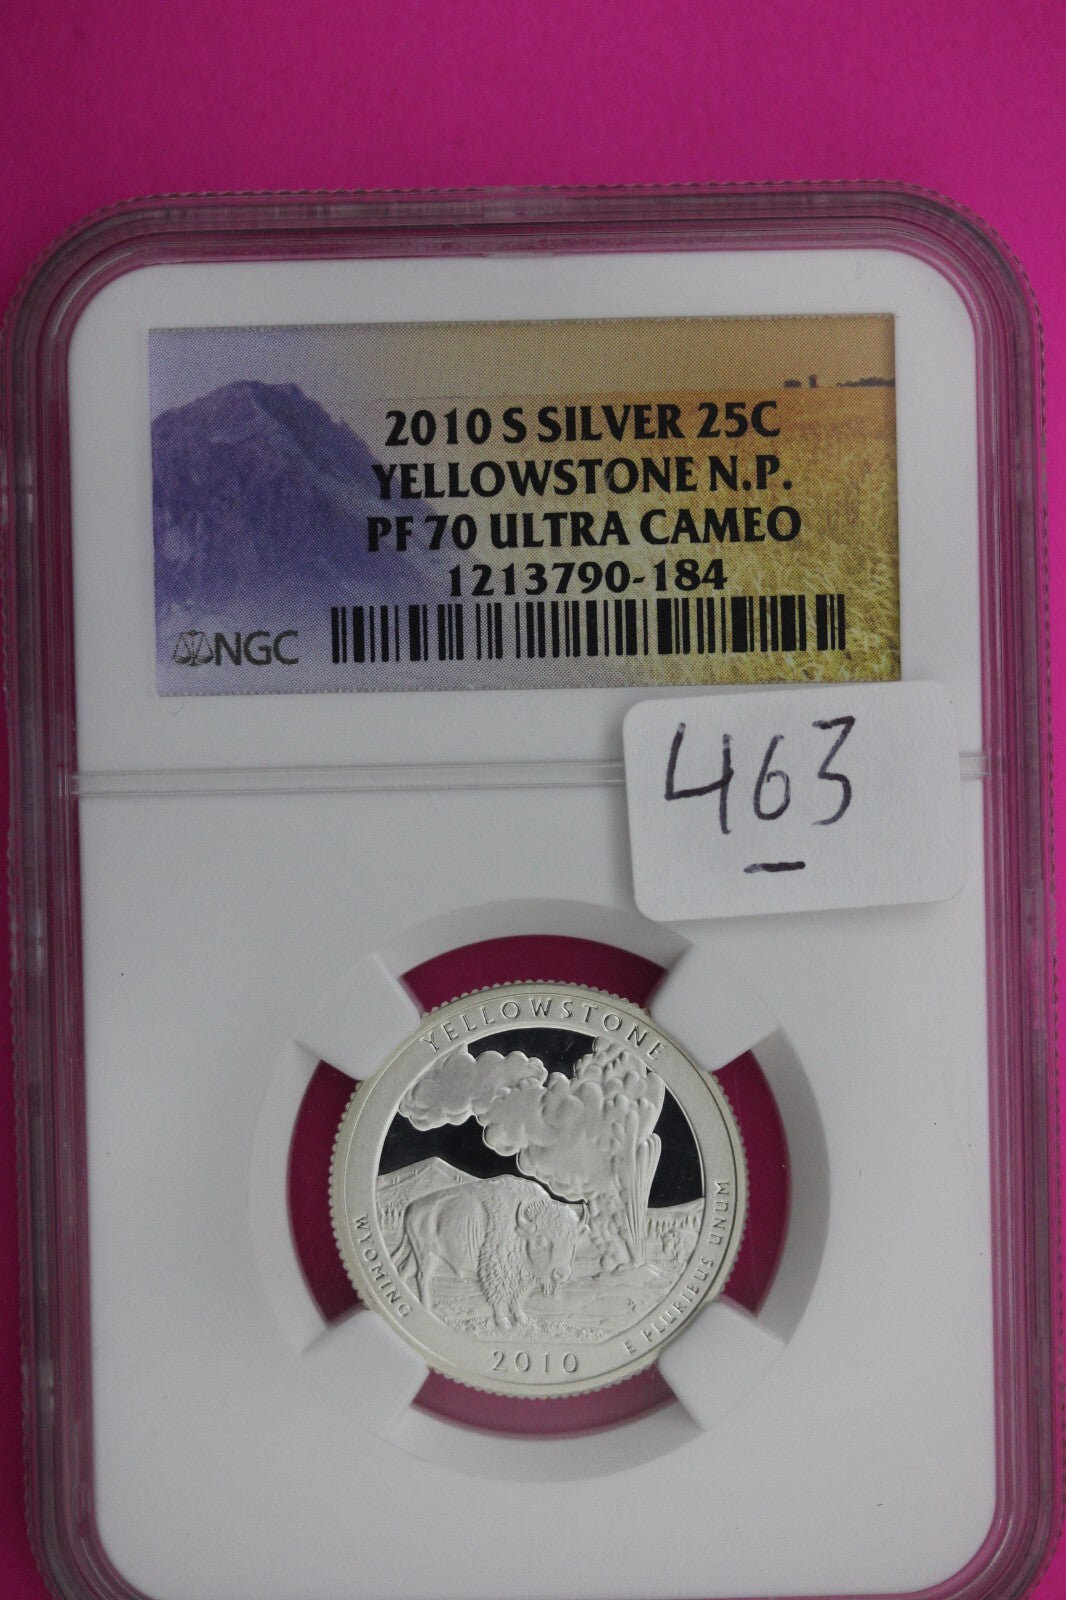 2010 S SILVER 25C
YELLOWSTONE N.P.
PF 70 ULTRA CAMEO
1213790-184
NGC
463
YELLOWSTONE
WYOMING
E PLURIBUS UNUM
2010